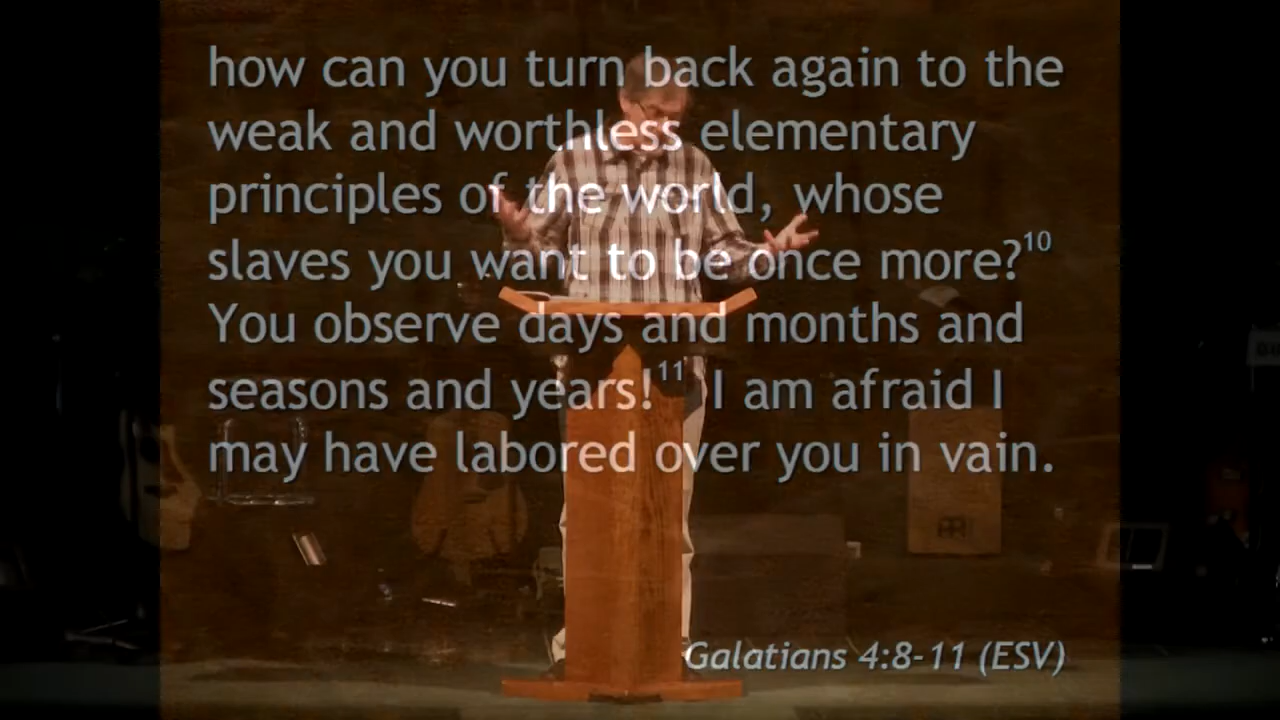 how can you turn back again to the
weak and worthless elementary
principles of the world, whose
slaves you want to be once more?10
You observe days and months and
seasons and years!11 I am afraid I
may have labored over you in vain.
Galatians 4:8-11 (ESV)